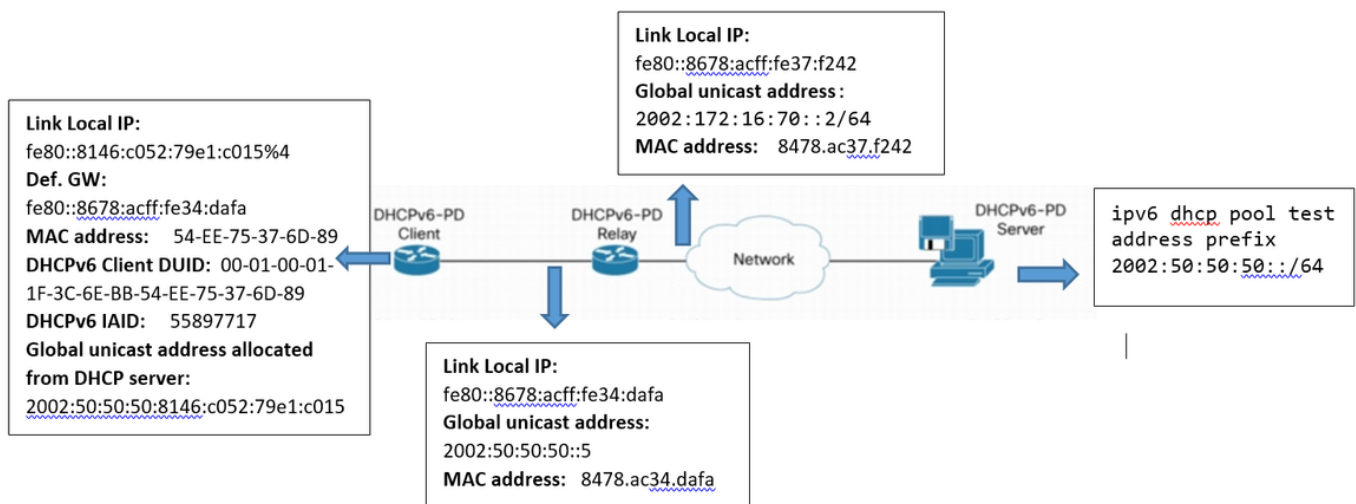 Link Local IP:
fe80::8678:acff:fe37:f242
Global unicast address:
2002:172:16:70::2/64
MAC address: 8478.ac37.f242
Link Local IP:
fe80::8146:c052:79e1:c015%4
Def. GW:
fe80::8678:acff:fe34:dafa
MAC address: 54-EE-75-37-6D-89
DHCPv6 Client DUID: 00-01-00-01-
1F-3C-6E-BB-54-EE-75-37-6D-89
DHCPv6 IAID: 55897717
Global unicast address allocated
from DHCP server:
2002:50:50:50:8146:c052:79e1:c015
DHCPv6-PD
Client
DHCPv6-PD
Relay
Network
DHCPv6-PD
Server
ipv6 dhcp pool test
address prefix
2002:50:50:50::/64
Link Local IP:
fe80::8678:acff:fe34:dafa
Global unicast address:
2002:50:50:50::5
MAC address: 8478.ac34.dafa